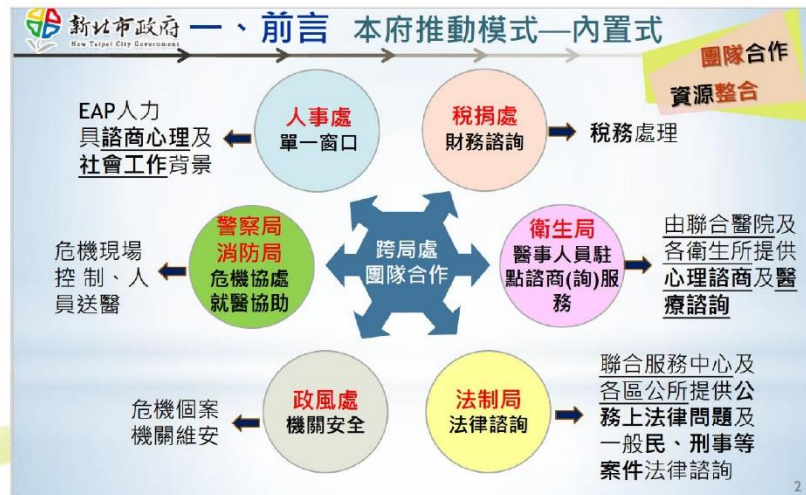 新北市政府
New Taipei City Government
一、前言 本府推動模式—內置式
團隊合作
資源整合
EAP人力
具諮商心理及
社會工作背景
人事處
單一窗口
稅捐處
財務諮詢
稅務處理
危機現場
控制、人
員送醫
警察局
消防局
危機協處
就醫協助
跨局處
團隊合作
衛生局
醫事人員駐
點諮商(詢)服
務
由聯合醫院及
各衛生所提供
心理諮商及醫
療諮詢
危機個案
機關維安
政風處
機關安全
法制局
法律諮詢
聯合服務中心及
各區公所提供公
務上法律問題及
一般民、刑事等
案件法律諮詢
2